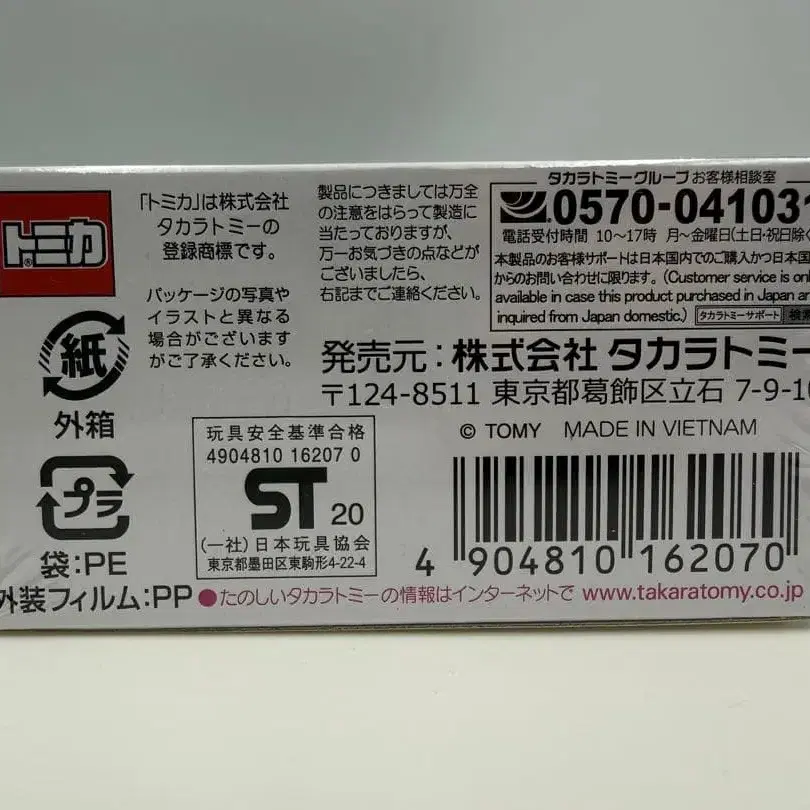 トミカ
®
「トミカ」は株式会社
タカラトミーの
登録商標です。
パッケージの写真や
イラストと異なる
場合がございます
がご了承ください。
製品につきましては万全
の注意をはらって製造に
当たっておりますが、
万一お気づきの点などが
ございましたら、
右記までご連絡ください。
タカラトミーグループ お客様相談室
0570-041031
電話受付時間 10〜17時 月〜金曜日(土日・祝日除く
本製品のお客様サポートは日本国内でのご購入かつ日本国
からのお問い合わせに限ります。(Customer service is onl
available in case this product purchased in Japan an
inquired from Japan domestic.) タカラトミーサポート 検索
発売元:株式会社 タカラトミー
〒124-8511 東京都葛飾区立石 7-9-10
© TOMY MADE IN VIETNAM
紙
外箱
プラ
袋:PE
外装フィルム:PP
玩具安全基準合格
4904810 16207 0
ST 20
(一社)日本玩具協会
東京都墨田区東駒形4-22-4
4 904810 162070
●たのしいタカラトミーの情報はインターネットで www.takaratomy.co.jp